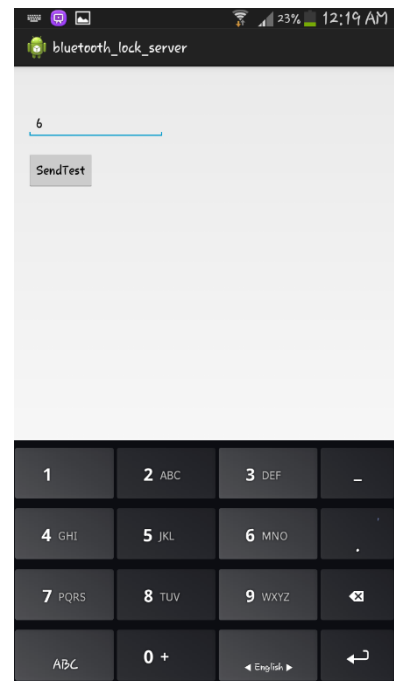 23% 12:19 AM
bluetooth_lock_server
6
SendTest
1 2 ABC 3 DEF _
4 GHI 5 JKL 6 MNO .
7 PQRS 8 TUV 9 WXYZ
ABC 0 + ◄ English ►